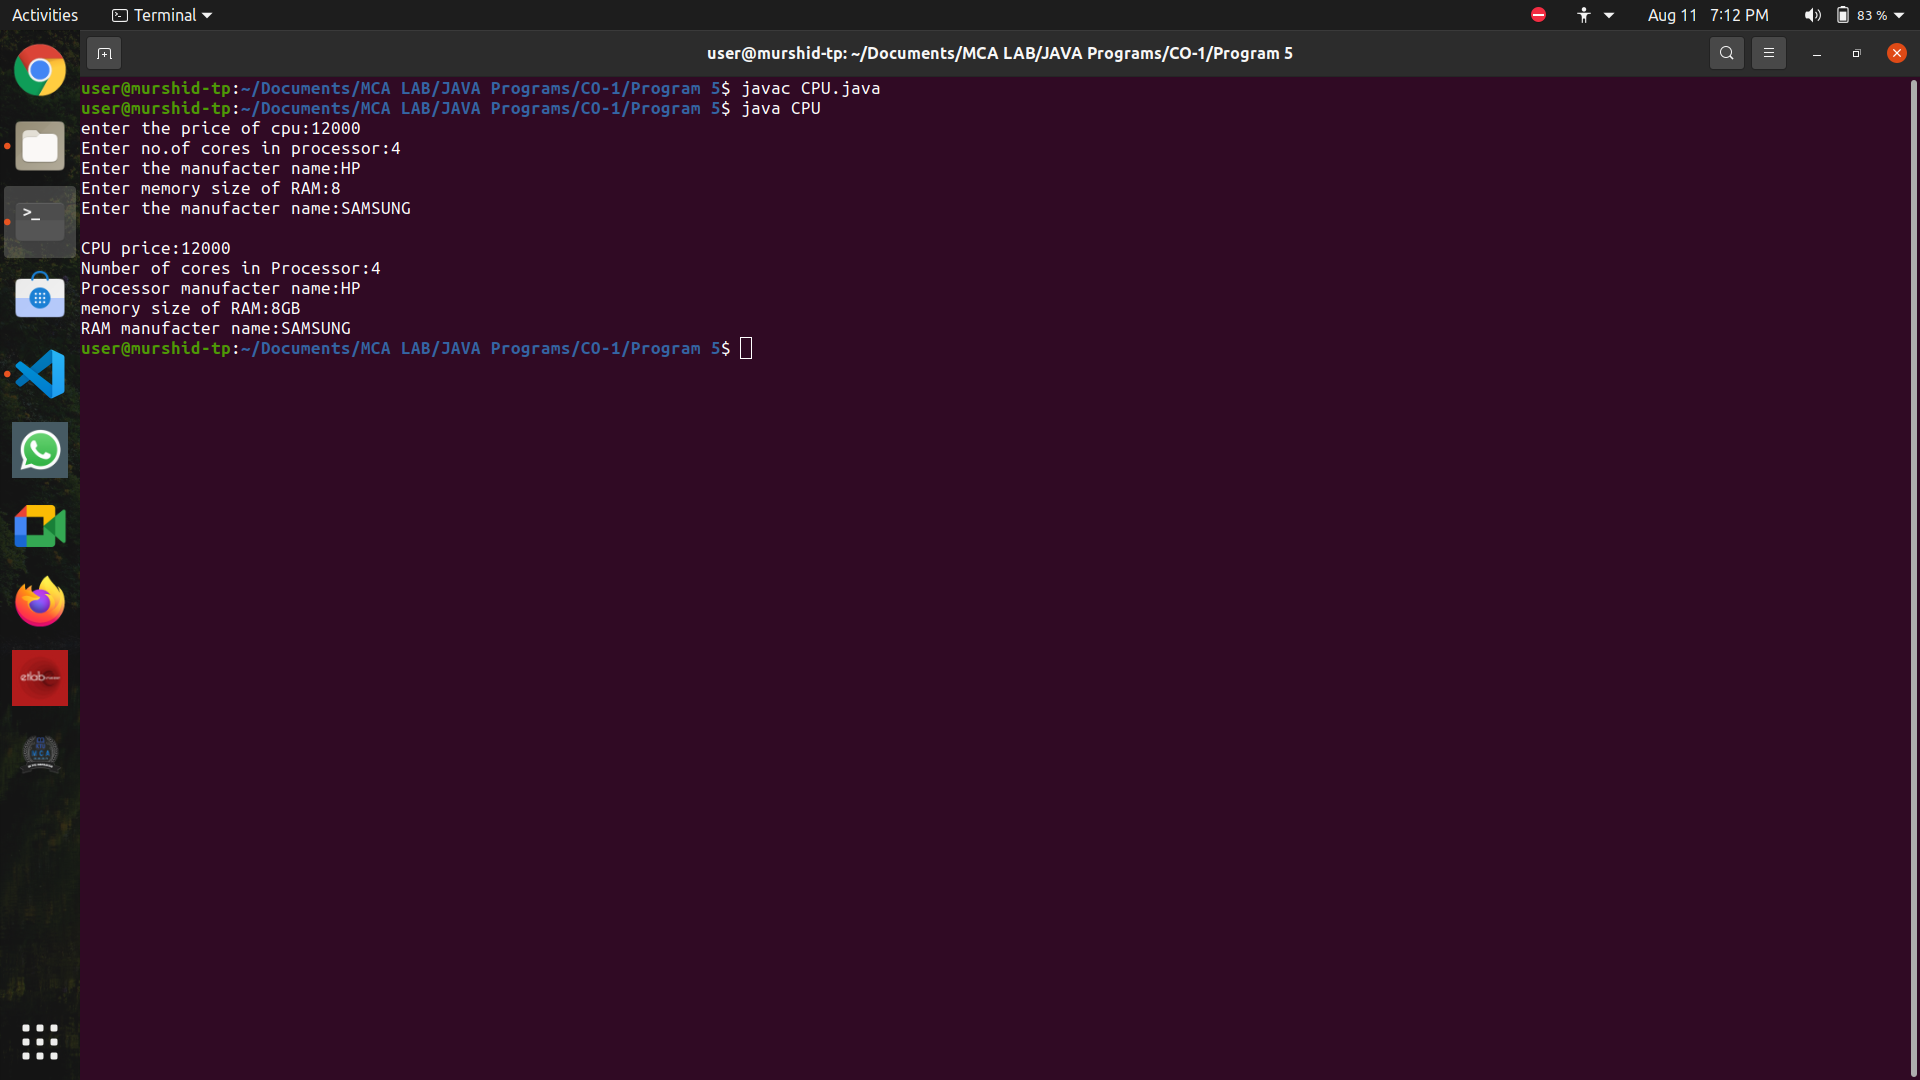 Activities
Terminal
Aug 11 7:12 PM
83 %
user@murshid-tp: ~/Documents/MCA LAB/JAVA Programs/CO-1/Program 5
user@murshid-tp:~/Documents/MCA LAB/JAVA Programs/CO-1/Program 5$ javac CPU.java
user@murshid-tp:~/Documents/MCA LAB/JAVA Programs/CO-1/Program 5$ java CPU
enter the price of cpu:12000
Enter no.of cores in processor:4
Enter the manufacter name:HP
Enter memory size of RAM:8
Enter the manufacter name:SAMSUNG
CPU price:12000
Number of cores in Processor:4
Processor manufacter name:HP
memory size of RAM:8GB
RAM manufacter name:SAMSUNG
user@murshid-tp:~/Documents/MCA LAB/JAVA Programs/CO-1/Program 5$
>_
etlab
MCA